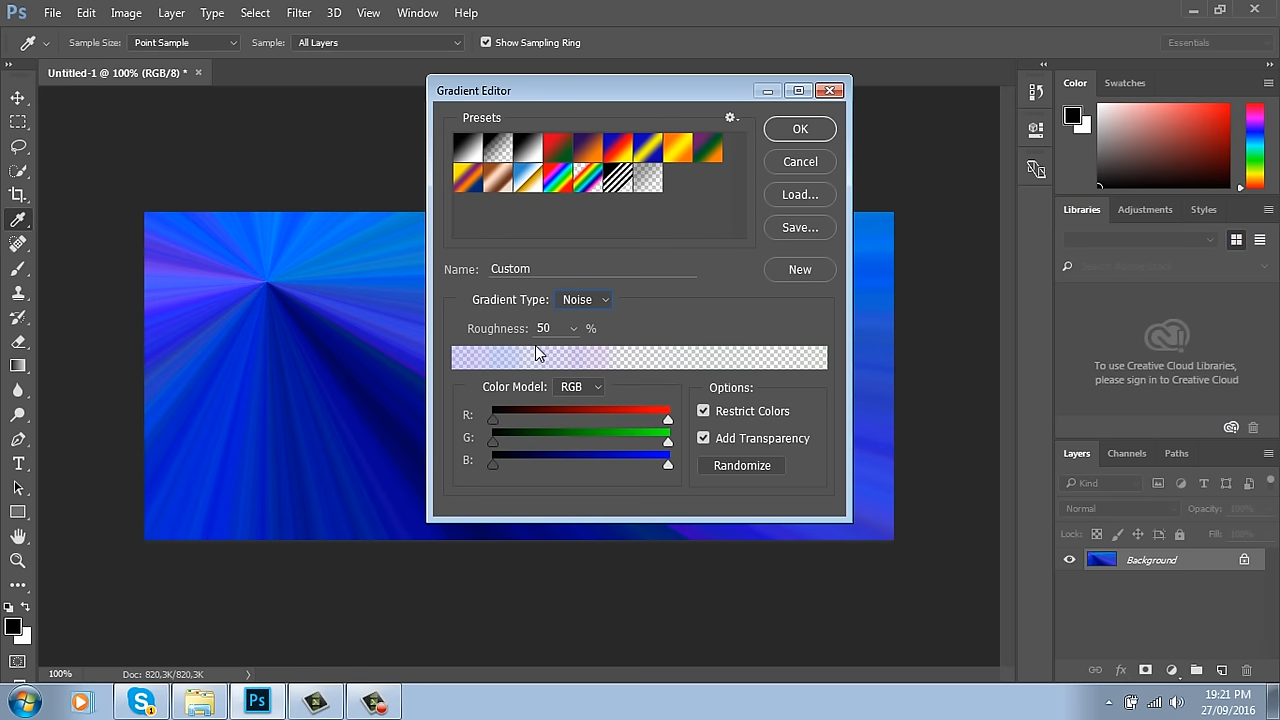 Ps File Edit Image Layer Type Select Filter 3D View Window Help
Sample Size: Point Sample Sample: All Layers Show Sampling Ring Essentials
Untitled-1 @ 100% (RGB/8) * ×
Gradient Editor
Presets
OK
Cancel
Load...
Save...
Name: Custom
New
Gradient Type: Noise
Roughness: 50 %
Color Model: RGB
R:
G:
B:
Options:
Restrict Colors
Add Transparency
Randomize
Color Swatches
Libraries Adjustments Styles
To use Creative Cloud Libraries,
please sign in to Creative Cloud
Layers Channels Paths
Kind
Normal Opacity: 100%
Lock: Fill: 100%
Background
100% Doc: 820,3K/820,3K
Ps
19:21 PM
27/09/2016